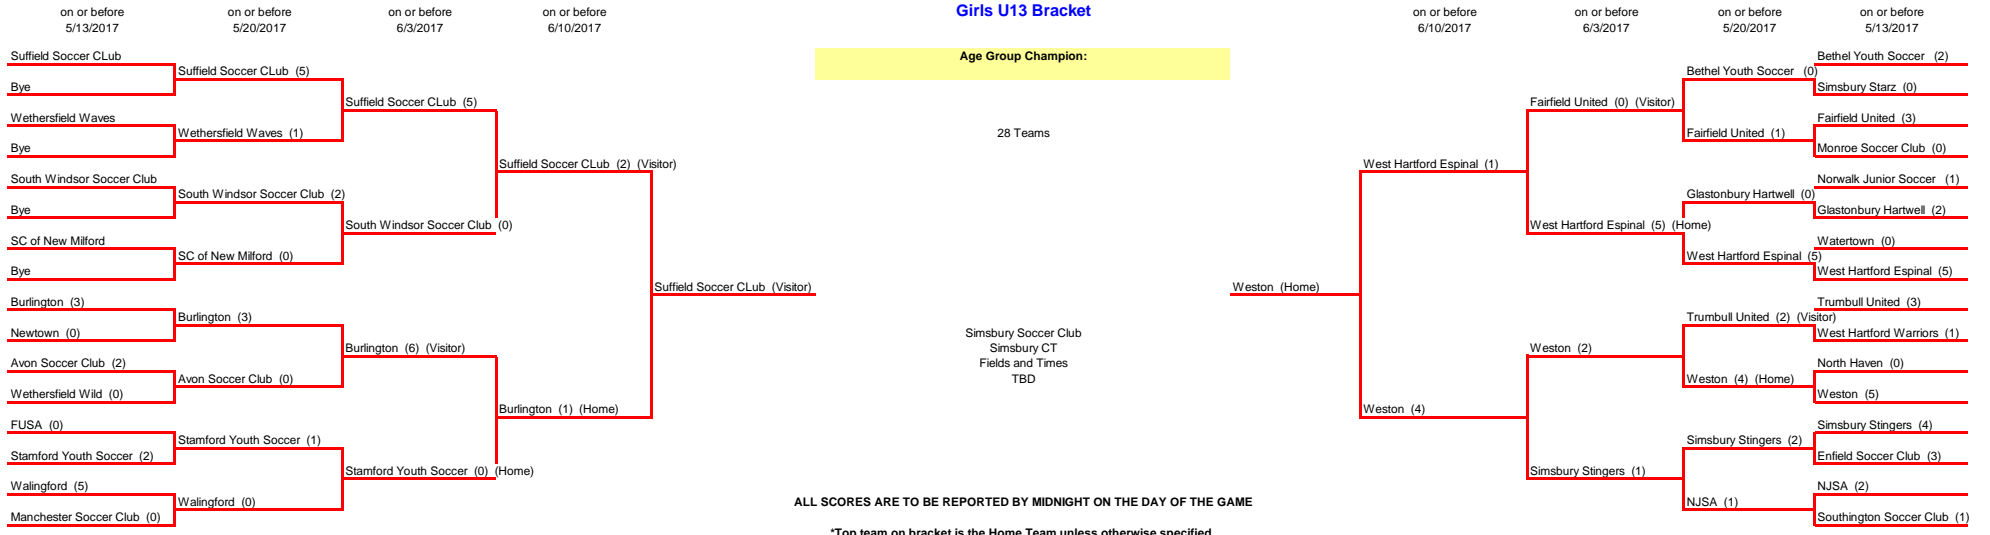 Girls U13 Bracket
on or before
5/13/2017
on or before
5/20/2017
on or before
6/3/2017
on or before
6/10/2017
on or before
6/10/2017
on or before
6/3/2017
on or before
5/20/2017
on or before
5/13/2017
Suffield Soccer CLub
Bye
Wethersfield Waves
Bye
South Windsor Soccer Club
Bye
SC of New Milford
Bye
Burlington (3)
Newtown (0)
Avon Soccer Club (2)
Wethersfield Wild (0)
FUSA (0)
Stamford Youth Soccer (2)
Walingford (5)
Manchester Soccer Club (0)
Suffield Soccer CLub (5)
Wethersfield Waves (1)
South Windsor Soccer Club (2)
SC of New Milford (0)
Burlington (3)
Avon Soccer Club (0)
Stamford Youth Soccer (1)
Walingford (0)
Suffield Soccer CLub (5)
South Windsor Soccer Club (0)
Burlington (6) (Visitor)
Stamford Youth Soccer (0) (Home)
Suffield Soccer CLub (2) (Visitor)
Burlington (1) (Home)
Suffield Soccer CLub (Visitor)
Age Group Champion:
28 Teams
Simsbury Soccer Club
Simsbury CT
Fields and Times
TBD
ALL SCORES ARE TO BE REPORTED BY MIDNIGHT ON THE DAY OF THE GAME
*Top team on bracket is the Home Team unless otherwise specified
Weston (Home)
West Hartford Espinal (1)
Weston (4)
Fairfield United (0) (Visitor)
West Hartford Espinal (5) (Home)
Weston (2)
Simsbury Stingers (1)
Bethel Youth Soccer (0)
Fairfield United (1)
Glastonbury Hartwell (0)
West Hartford Espinal (5)
Trumbull United (2) (Visitor)
Weston (4) (Home)
Simsbury Stingers (2)
NJSA (1)
Bethel Youth Soccer (2)
Simsbury Starz (0)
Fairfield United (3)
Monroe Soccer Club (0)
Norwalk Junior Soccer (1)
Glastonbury Hartwell (2)
Watertown (0)
West Hartford Espinal (5)
Trumbull United (3)
West Hartford Warriors (1)
North Haven (0)
Weston (5)
Simsbury Stingers (4)
Enfield Soccer Club (3)
NJSA (2)
Southington Soccer Club (1)